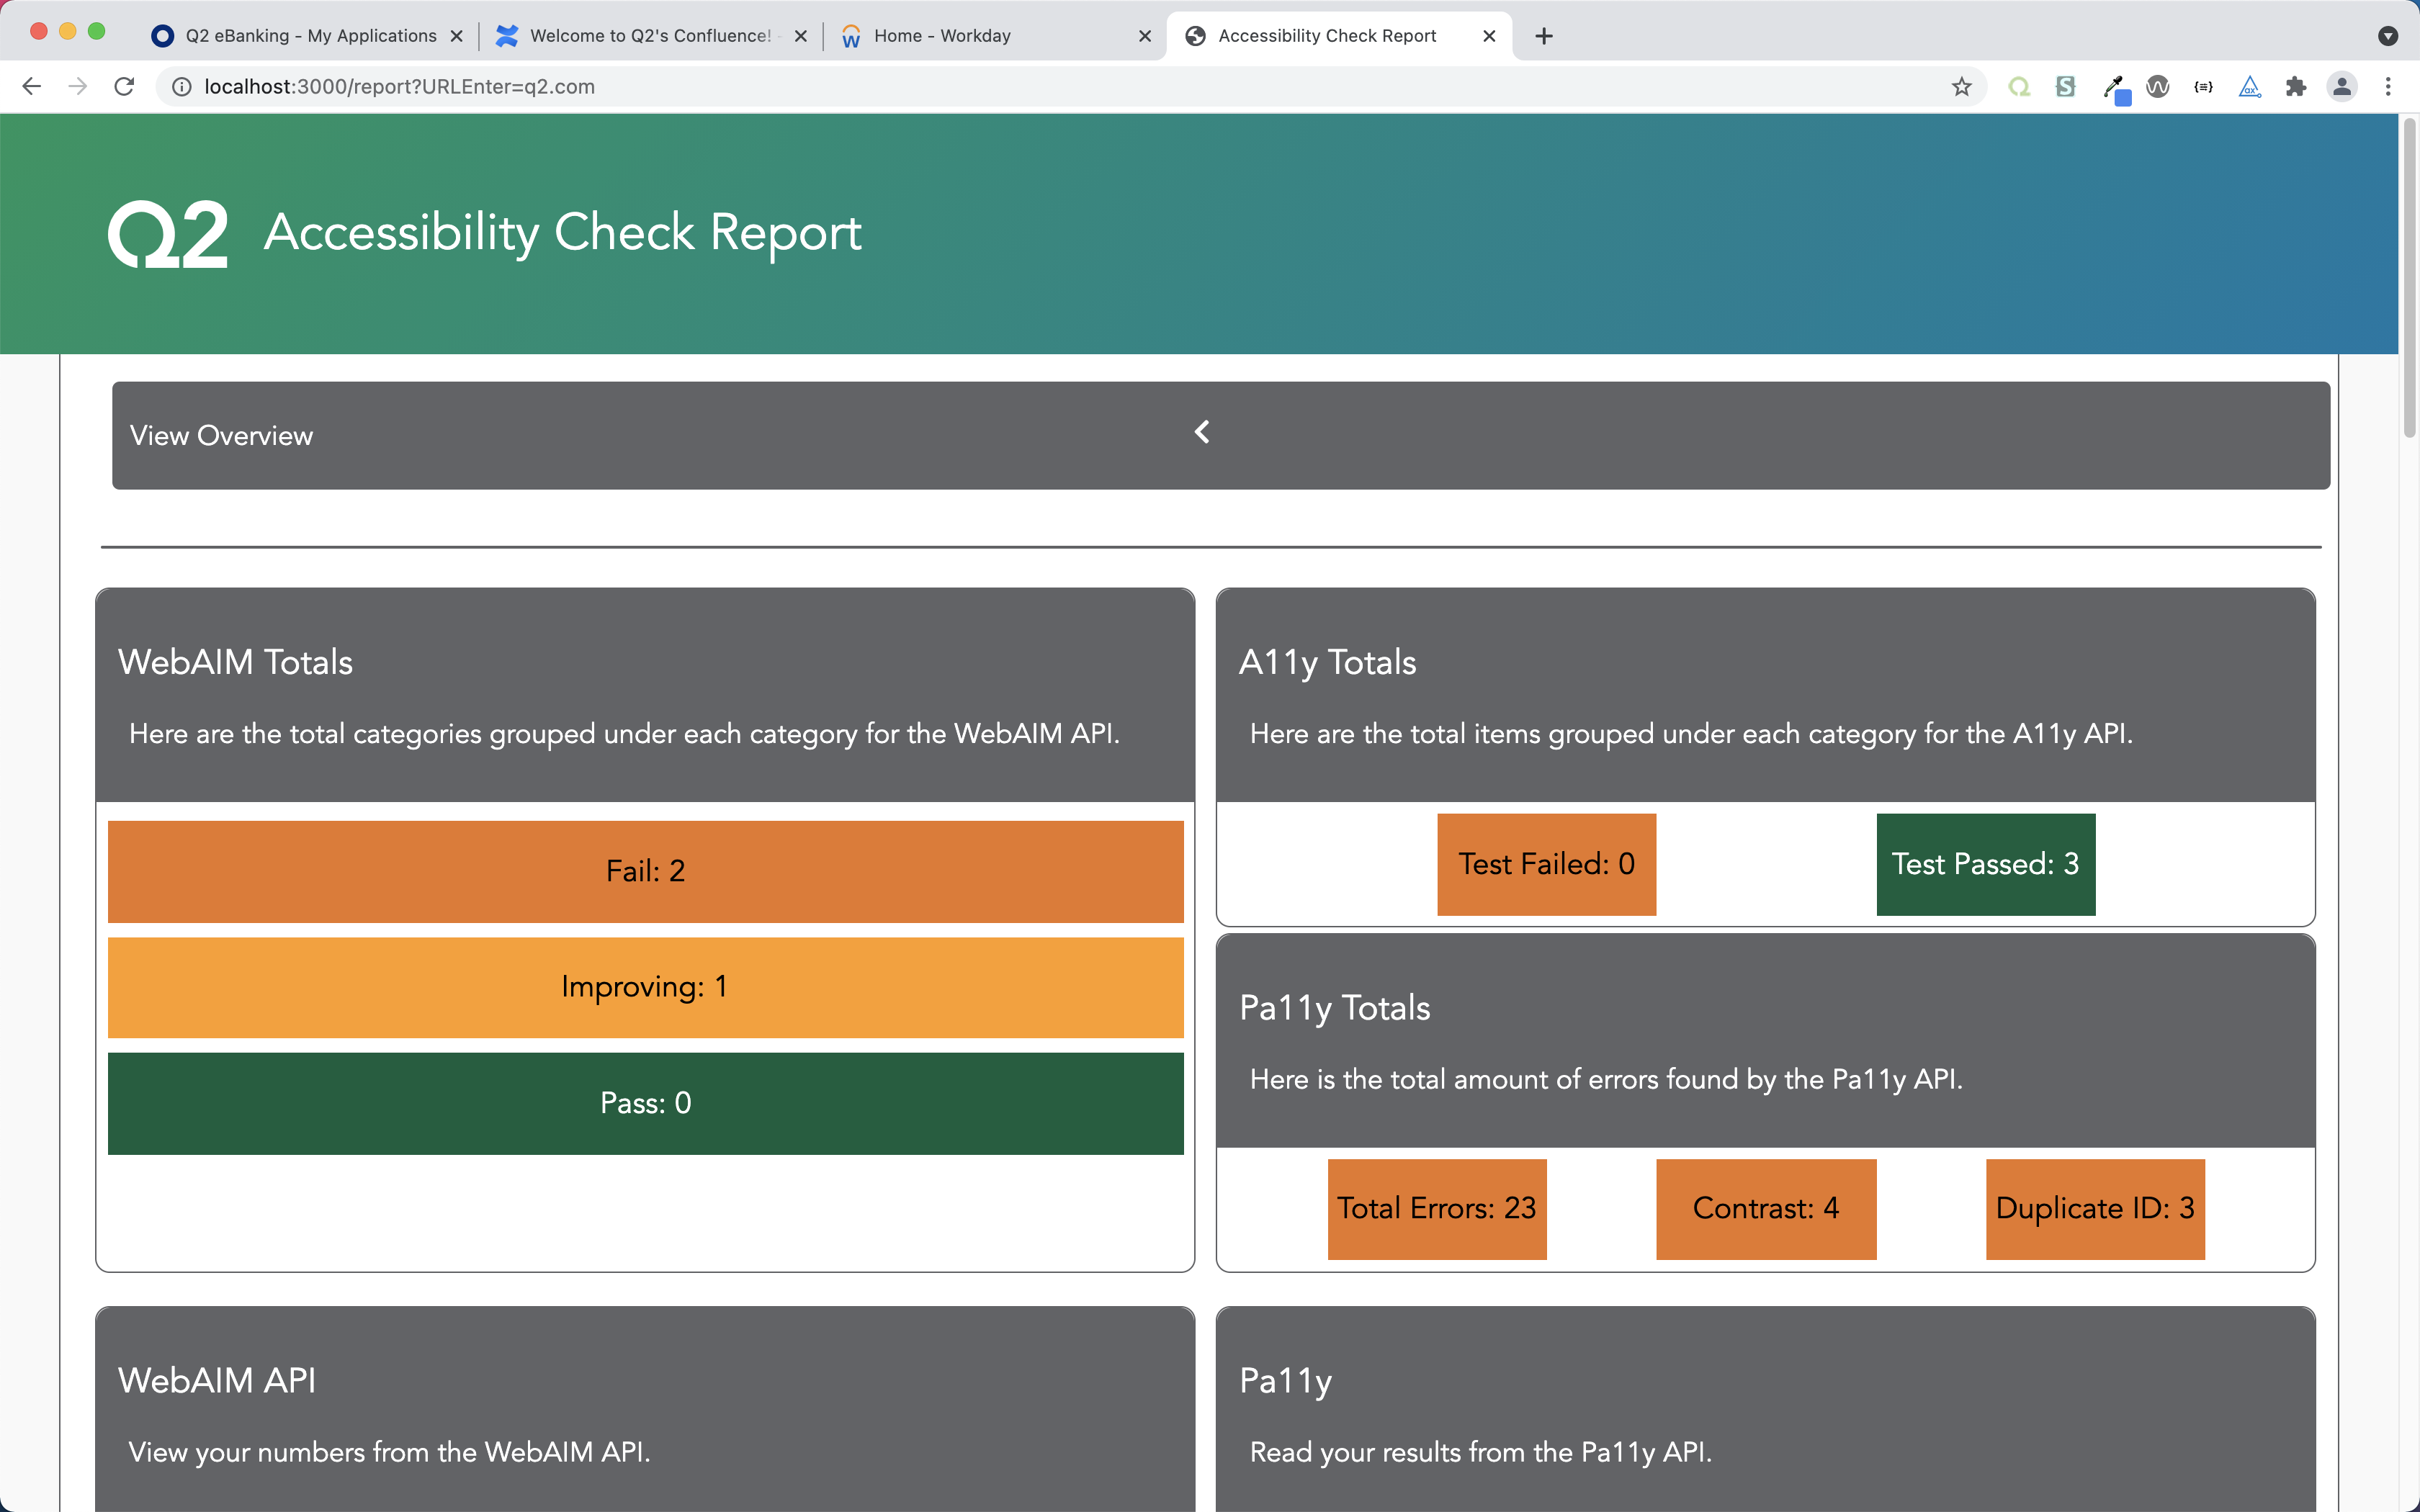 Q2 eBanking - My Applications
Welcome to Q2's Confluence!
Home - Workday
Accessibility Check Report
localhost:3000/report?URLEnter=q2.com
Q2 Accessibility Check Report
View Overview
WebAIM Totals
Here are the total categories grouped under each category for the WebAIM API.
Fail: 2
Improving: 1
Pass: 0
A11y Totals
Here are the total items grouped under each category for the A11y API.
Test Failed: 0
Test Passed: 3
Pa11y Totals
Here is the total amount of errors found by the Pa11y API.
Total Errors: 23
Contrast: 4
Duplicate ID: 3
WebAIM API
View your numbers from the WebAIM API.
Pa11y
Read your results from the Pa11y API.